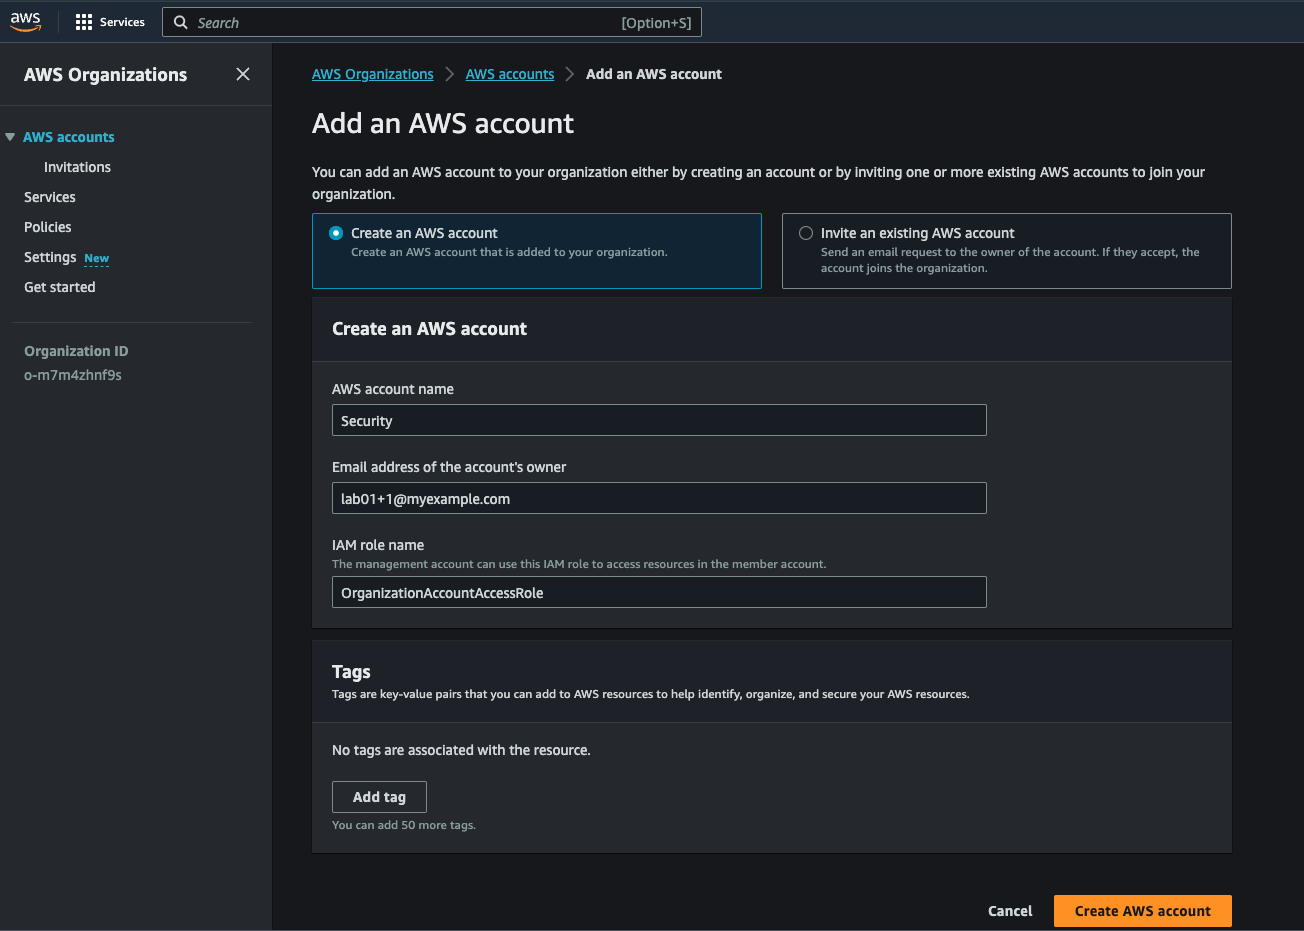 aws
Services
Search
[Option+S]
AWS Organizations
AWS accounts
Invitations
Services
Policies
Settings New
Get started
Organization ID
o-m7m4zhnf9s
AWS Organizations > AWS accounts > Add an AWS account
Add an AWS account
You can add an AWS account to your organization either by creating an account or by inviting one or more existing AWS accounts to join your
organization.
Create an AWS account
Create an AWS account that is added to your organization.
Invite an existing AWS account
Send an email request to the owner of the account. If they accept, the
account joins the organization.
Create an AWS account
AWS account name
Security
Email address of the account's owner
lab01+1@myexample.com
IAM role name
The management account can use this IAM role to access resources in the member account.
OrganizationAccountAccessRole
Tags
Tags are key-value pairs that you can add to AWS resources to help identify, organize, and secure your AWS resources.
No tags are associated with the resource.
Add tag
You can add 50 more tags.
Cancel
Create AWS account